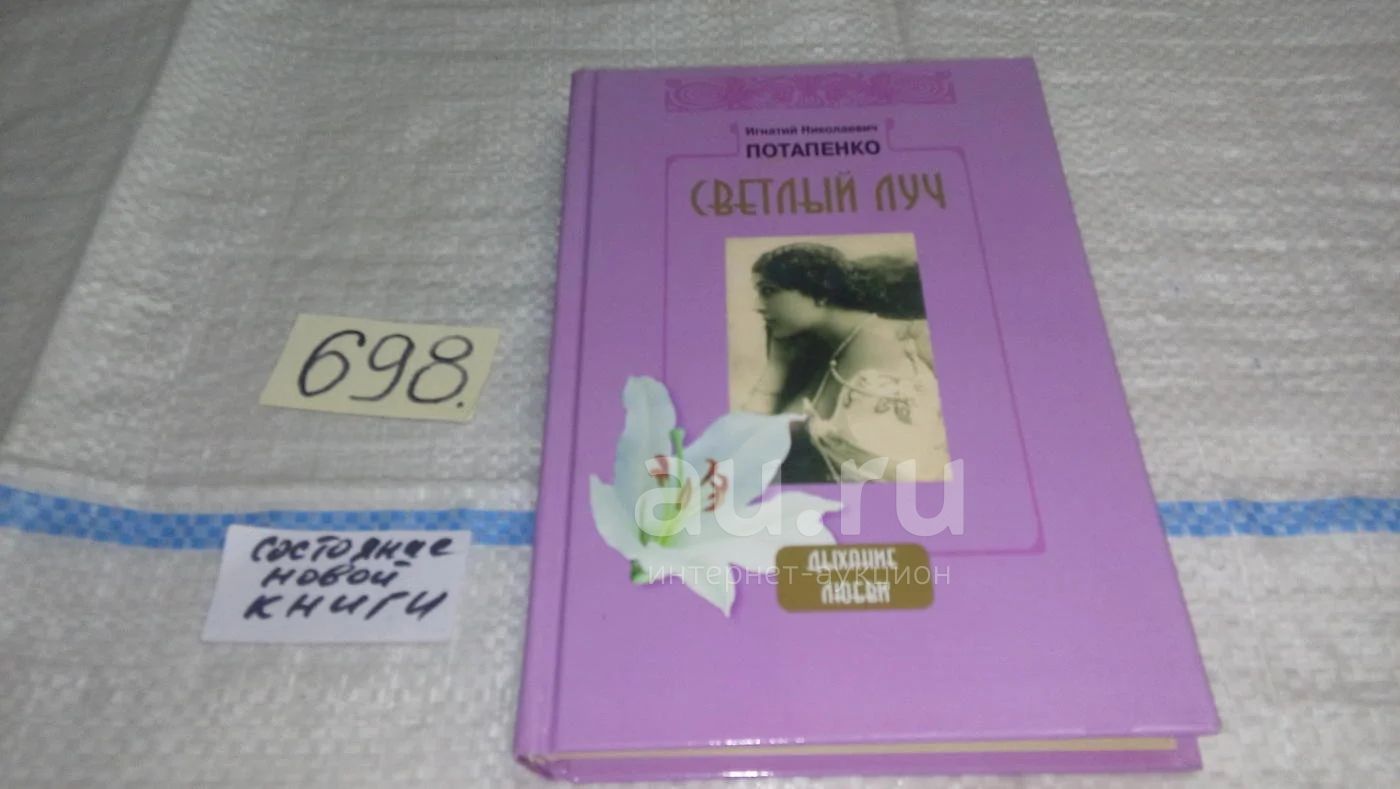 Игнатий Николаевич
ПОТАПЕНКО
СВЕТЛЫЙ ЛУЧ
698.
au.ru
интернет-аукцион
ДЫХАНИЕ
ЛЮБВИ
состояние
новой
книги